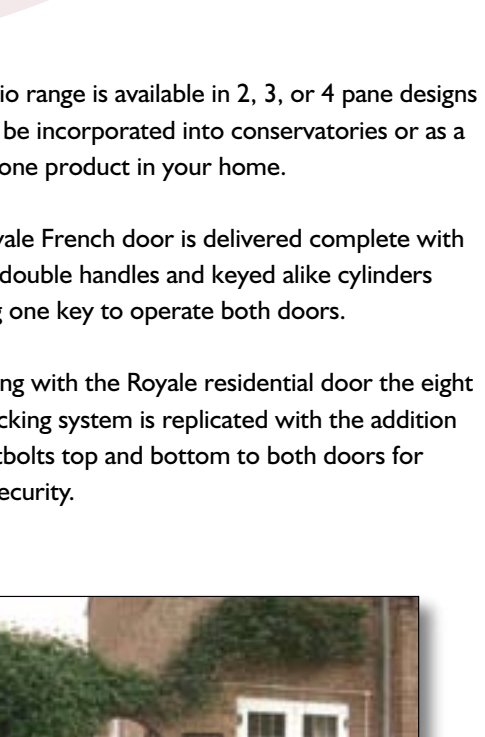 io range is available in 2, 3, or 4 pane designs
be incorporated into conservatories or as a
one product in your home.
yale French door is delivered complete with
double handles and keyed alike cylinders
g one key to operate both doors.
ng with the Royale residential door the eight
cking system is replicated with the addition
tbolts top and bottom to both doors for
ecurity.